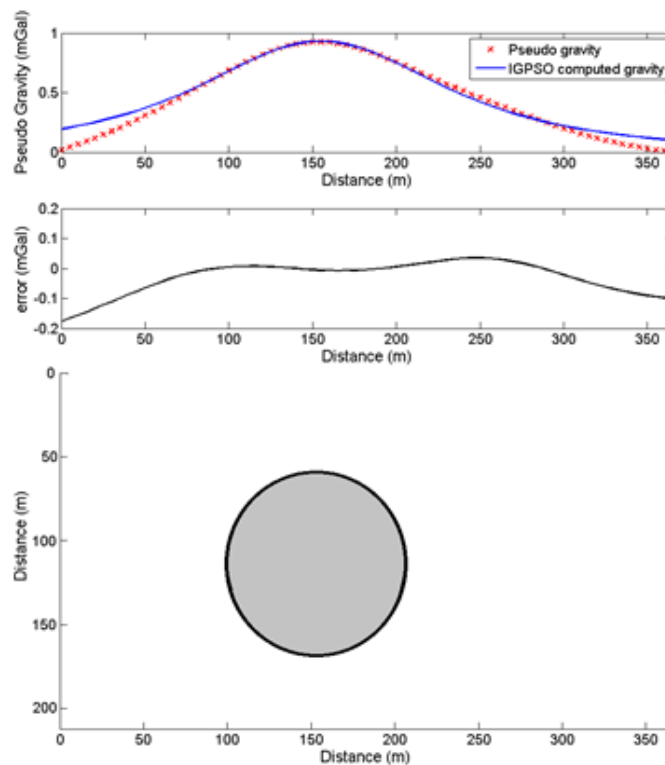 Pseudo Gravity (mGal)
1
0.5
0
Pseudo gravity
IGPSO computed gravity
0 50 100 150 200 250 300 350
Distance (m)
error (mGal)
0.2
0.1
0
-0.1
-0.2
0 50 100 150 200 250 300 350
Distance (m)
Distance (m)
0
50
100
150
200
0 50 100 150 200 250 300 350
Distance (m)